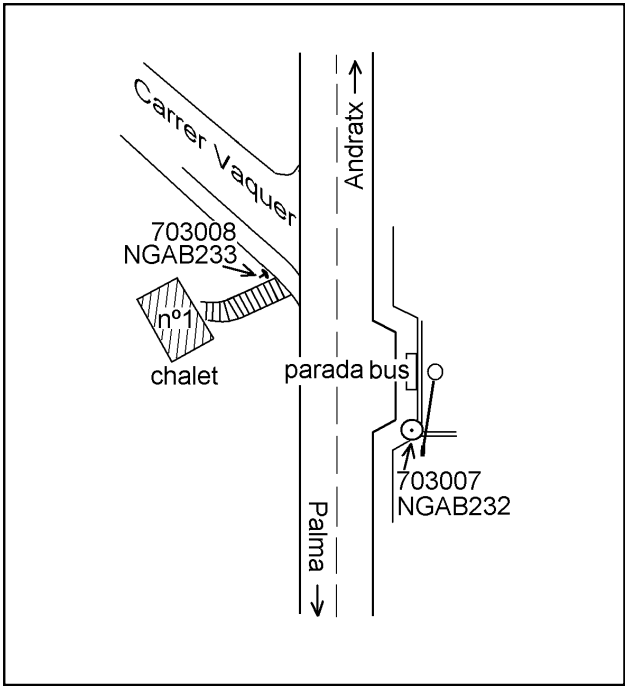 Andratx
Carrer Vaquer
703008
NGAB233
nº1
chalet
parada bus
703007
NGAB232
Palma